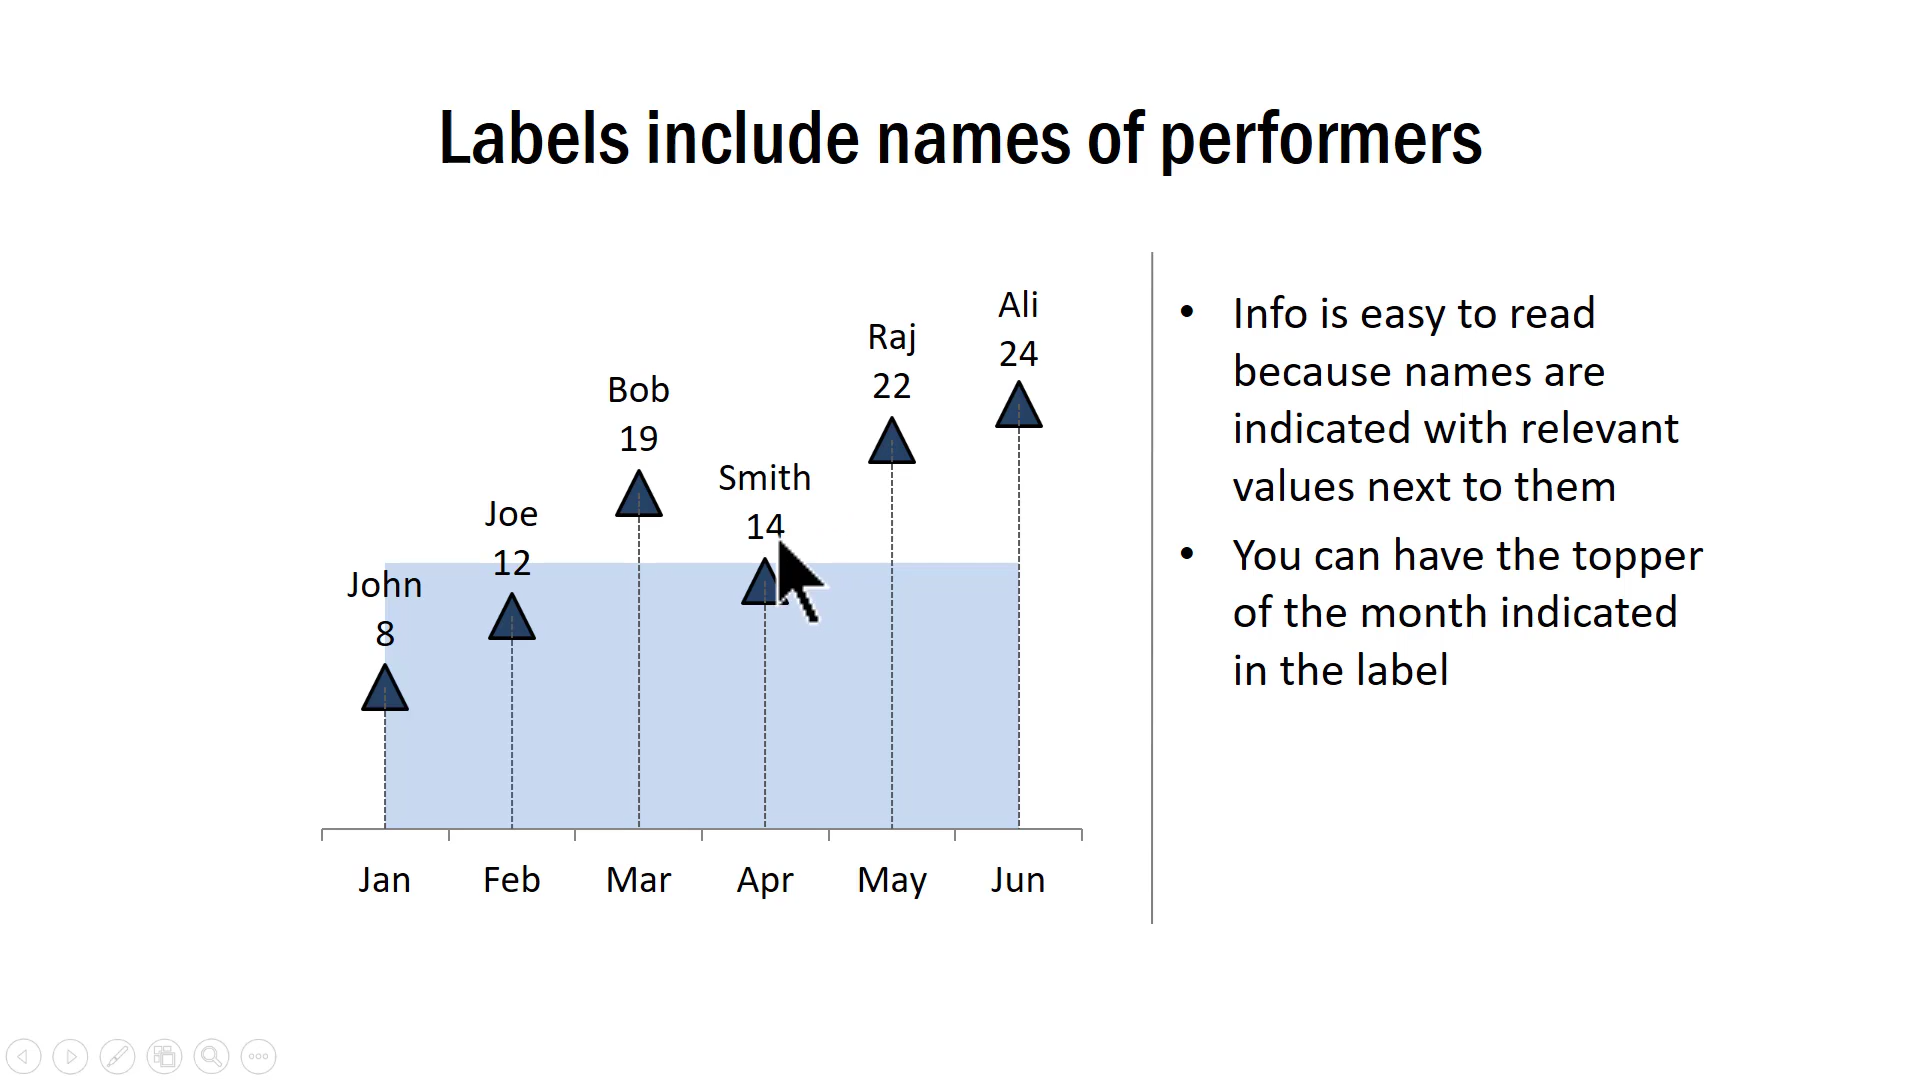 Labels include names of performers
Ali
24
Raj
22
Bob
19
Smith
14
Joe
12
John
8
Jan Feb Mar Apr May Jun
• Info is easy to read
because names are
indicated with relevant
values next to them
• You can have the topper
of the month indicated
in the label